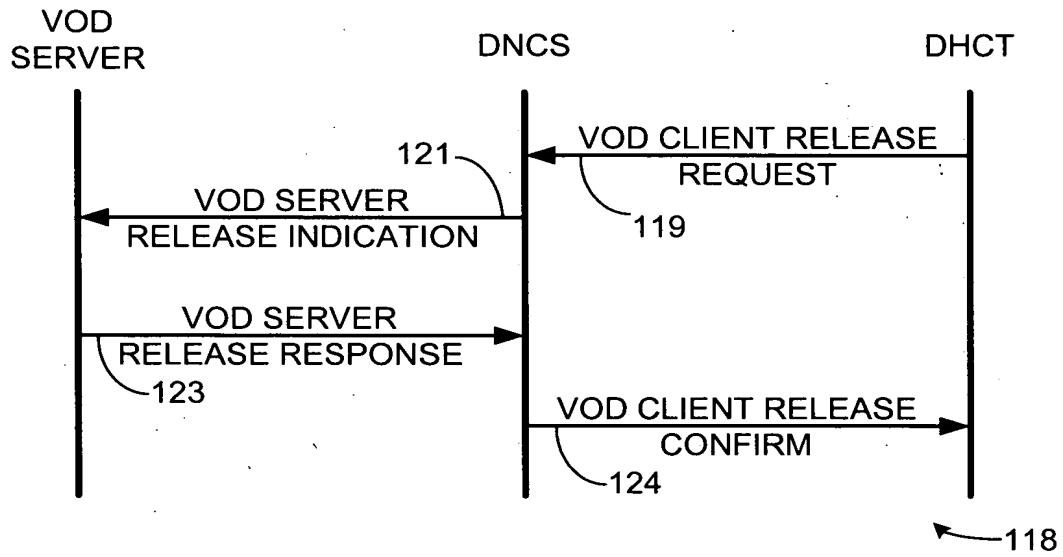 VOD
SERVER
DNCS
DHCT
VOD CLIENT RELEASE
REQUEST
119
121
VOD SERVER
RELEASE INDICATION
VOD SERVER
RELEASE RESPONSE
123
VOD CLIENT RELEASE
CONFIRM
124
118